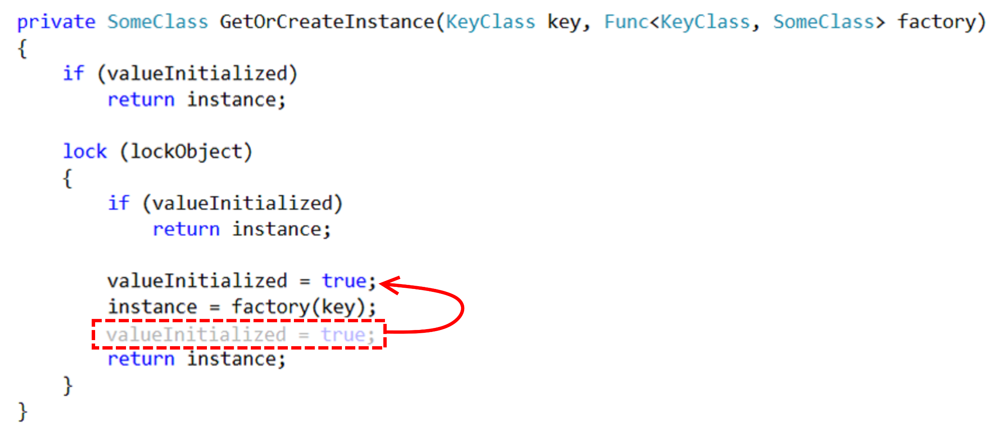 private SomeClass GetOrCreateInstance(KeyClass key, Func<KeyClass, SomeClass> factory)
{
if (valueInitialized)
return instance;
lock (lockObject)
{
if (valueInitialized)
return instance;
valueInitialized = true;
instance = factory(key);
valueInitialized = true;
return instance;
}
}